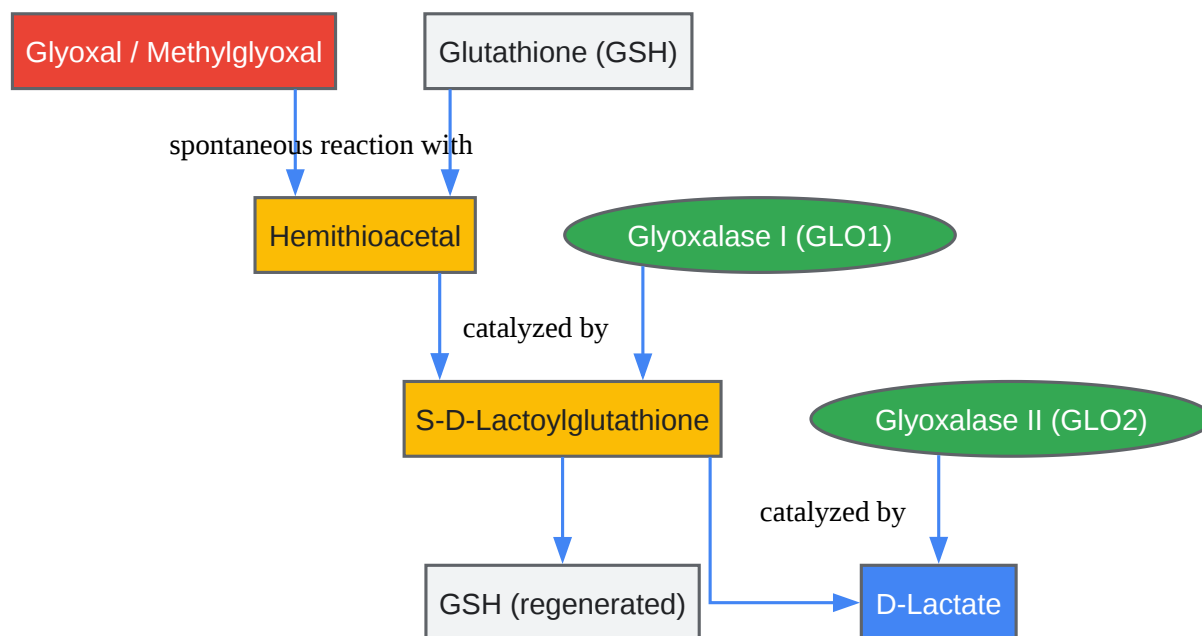 Glyoxal / Methylglyoxal
Glutathione (GSH)
spontaneous reaction with
Hemithioacetal
Glyoxalase I (GLO1)
catalyzed by
S-D-Lactoylglutathione
Glyoxalase II (GLO2)
catalyzed by
GSH (regenerated)
D-Lactate